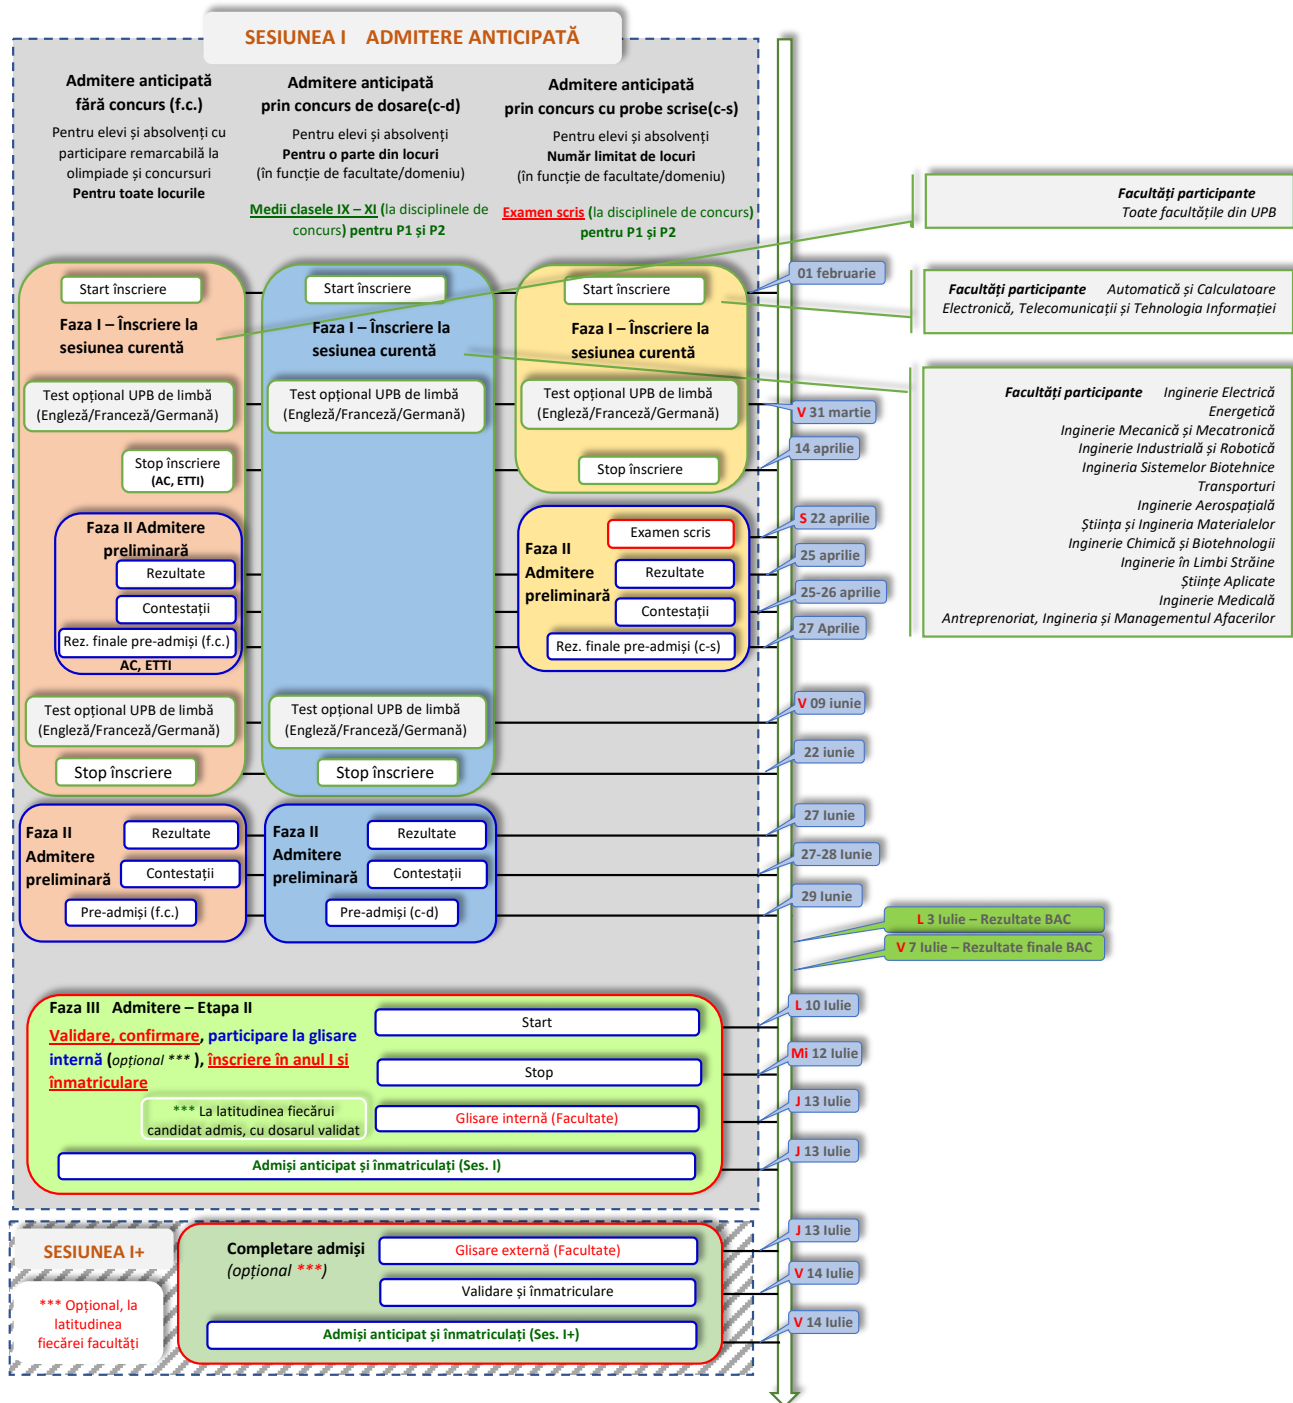 SESIUNEA I ADMITERE ANTICIPATĂ
Admitere anticipată
fără concurs (f.c.)
Pentru elevi și absolvenți cu
participare remarcabilă la
olimpiade și concursuri
Pentru toate locurile
Admitere anticipată
prin concurs de dosare(c-d)
Pentru elevi și absolvenți
Pentru o parte din locuri
(în funcție de facultate/domeniu)
Medii clasele IX – XI (la disciplinele de
concurs) pentru P1 și P2
Admitere anticipată
prin concurs cu probe scrise(c-s)
Pentru elevi și absolvenți
Număr limitat de locuri
(în funcție de facultate/domeniu)
Examen scris (la disciplinele de concurs)
pentru P1 și P2
Facultăți participante
Toate facultățile din UPB
Facultăți participante Automatică și Calculatoare
Electronică, Telecomunicații și Tehnologia Informației
Facultăți participante Inginerie Electrică
Energetică
Inginerie Mecanică și Mecatronică
Inginerie Industrială și Robotică
Ingineria Sistemelor Biotehnice
Transporturi
Inginerie Aerospațială
Știința și Ingineria Materialelor
Inginerie Chimică și Biotehnologii
Inginerie în Limbi Străine
Științe Aplicate
Inginerie Medicală
Antreprenoriat, Ingineria și Managementul Afacerilor
Start înscriere
Faza I – Înscriere la
sesiunea curentă
Test opțional UPB de limbă
(Engleză/Franceză/Germană)
Stop înscriere
(AC, ETTI)
Faza II Admitere
preliminară
Rezultate
Contestații
Rez. finale pre-admiși (f.c.)
AC, ETTI
Test opțional UPB de limbă
(Engleză/Franceză/Germană)
Stop înscriere
Faza II
Admitere
preliminară
Rezultate
Contestații
Pre-admiși (f.c.)
Start înscriere
Faza I – Înscriere la
sesiunea curentă
Test opțional UPB de limbă
(Engleză/Franceză/Germană)
Test opțional UPB de limbă
(Engleză/Franceză/Germană)
Stop înscriere
Faza II
Admitere
preliminară
Rezultate
Contestații
Pre-admiși (c-d)
Start înscriere
Faza I – Înscriere la
sesiunea curentă
Test opțional UPB de limbă
(Engleză/Franceză/Germană)
Stop înscriere
Faza II
Admitere
preliminară
Examen scris
Rezultate
Contestații
Rez. finale pre-admiși (c-s)
01 februarie
V 31 martie
14 aprilie
S 22 aprilie
25 aprilie
25-26 aprilie
27 Aprilie
V 09 iunie
22 iunie
27 Iunie
27-28 Iunie
29 Iunie
L 3 Iulie – Rezultate BAC
V 7 Iulie – Rezultate finale BAC
Faza III Admitere – Etapa II
Validare, confirmare, participare la glisare
internă (opțional *** ), înscriere în anul I si
înmatriculare
*** La latitudinea fiecărui
candidat admis, cu dosarul validat
Start
Stop
Glisare internă (Facultate)
Admiși anticipat și înmatriculați (Ses. I)
L 10 Iulie
Mi 12 Iulie
J 13 Iulie
J 13 Iulie
SESIUNEA I+
*** Opțional, la
latitudinea
fiecărei facultăți
Completare admiși
(opțional ***)
Glisare externă (Facultate)
Validare și înmatriculare
Admiși anticipat și înmatriculați (Ses. I+)
J 13 Iulie
V 14 Iulie
V 14 Iulie